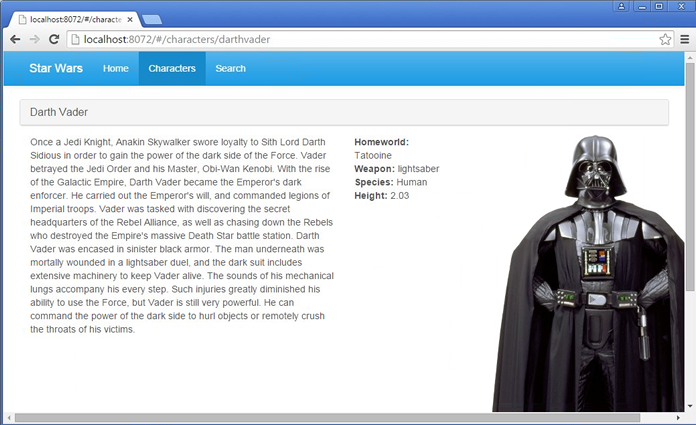 localhost:8072/#/characte
localhost:8072/#/characters/darthvader
Star Wars Home Characters Search
Darth Vader
Once a Jedi Knight, Anakin Skywalker swore loyalty to Sith Lord Darth
Sidious in order to gain the power of the dark side of the Force. Vader
betrayed the Jedi Order and his Master, Obi-Wan Kenobi. With the rise
of the Galactic Empire, Darth Vader became the Emperor's dark
enforcer. He carried out the Emperor's will, and commanded legions of
Imperial troops. Vader was tasked with discovering the secret
headquarters of the Rebel Alliance, as well as chasing down the Rebels
who destroyed the Empire's massive Death Star battle station. Darth
Vader was encased in sinister black armor. The man underneath was
mortally wounded in a lightsaber duel, and the dark suit includes
extensive machinery to keep Vader alive. The sounds of his mechanical
lungs accompany his every step. Such injuries greatly diminished his
ability to use the Force, but Vader is still very powerful. He can
command the power of the dark side to hurl objects or remotely crush
the throats of his victims.
Homeworld:
Tatooine
Weapon: lightsaber
Species: Human
Height: 2.03